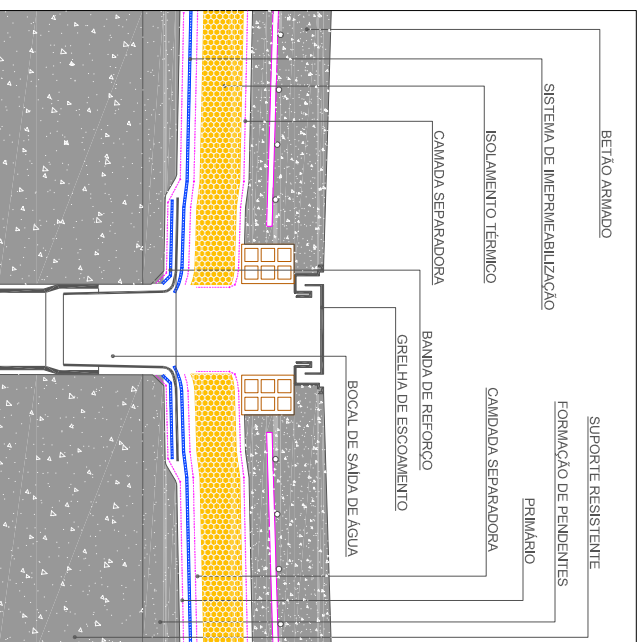 BETÃO ARMADO
SISTEMA DE IMEPRMEABILIZAÇÃO
ISOLAMENTO TÉRMICO
CAMADA SEPARADORA
SUPORTE RESISTENTE
FORMAÇÃO DE PENDENTES
PRIMÁRIO
CAMDADA SEPARADORA
BANDA DE REFORÇO
GRELHA DE ESCOAMENTO
BOCAL DE SAÍDA DE ÁGUA